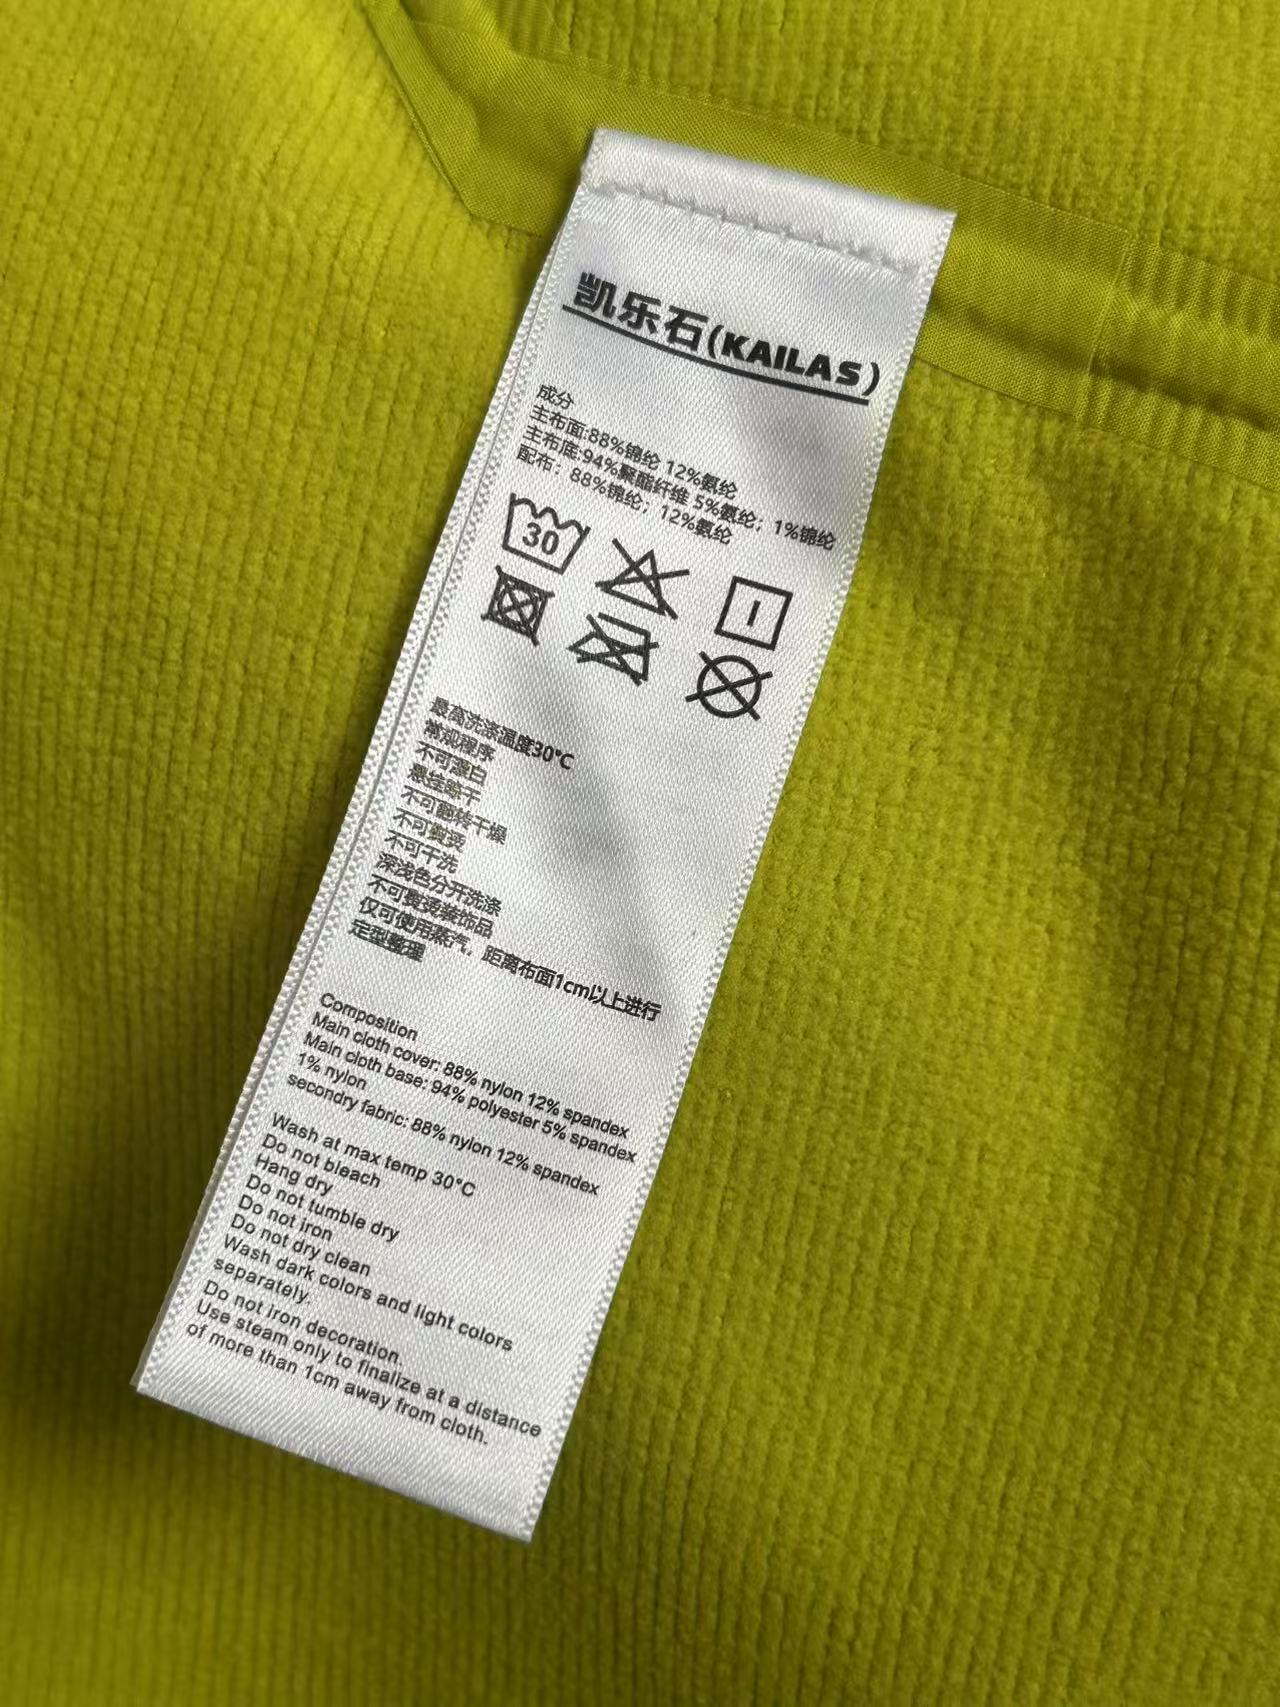 凯乐石(KAILAS)
成分
主布面:88%锦纶 12%氨纶
主布底:94%聚酯纤维 5%氨纶；1%锦纶
配布：88%锦纶；12%氨纶
30
最高洗涤温度30°C
常规程序
不可漂白
悬挂晾干
不可翻转干燥
不可熨烫
不可干洗
深浅色分开洗涤
不可熨烫装饰品
仅可使用蒸汽，距离布面1cm以上进行
定型整理
Composition
Main cloth cover: 88% nylon 12% spandex
Main cloth base: 94% polyester 5% spandex
1% nylon
secondry fabric: 88% nylon 12% spandex
Wash at max temp 30°C
Do not bleach
Hang dry
Do not tumble dry
Do not iron
Do not dry clean
Wash dark colors and light colors
separately.
Do not iron decoration.
Use steam only to finalize at a distance
of more than 1cm away from cloth.